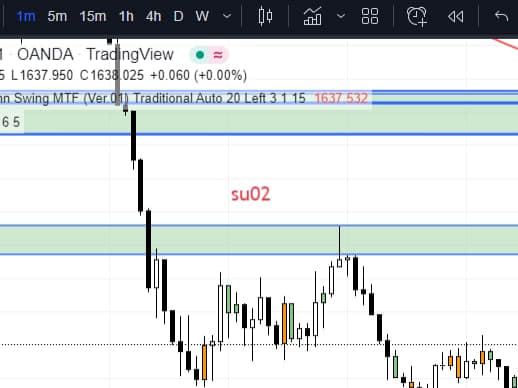 1m 5m 15m 1h 4h D W
1 · OANDA · TradingView
5 L1637.950 C1638.025 +0.060 (+0.00%)
nn Swing MTF (Ver.01) Traditional Auto 20 Left 3 1 15 1637.532
6 5
su02